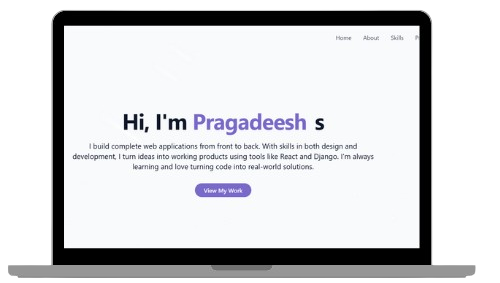 Home About Skills
Hi, I'm Pragadeesh s
I build complete web applications from front to back. With skills in both design and
development, I turn ideas into working products using tools like React and Django. I'm always
learning and love turning code into real-world solutions.
View My Work